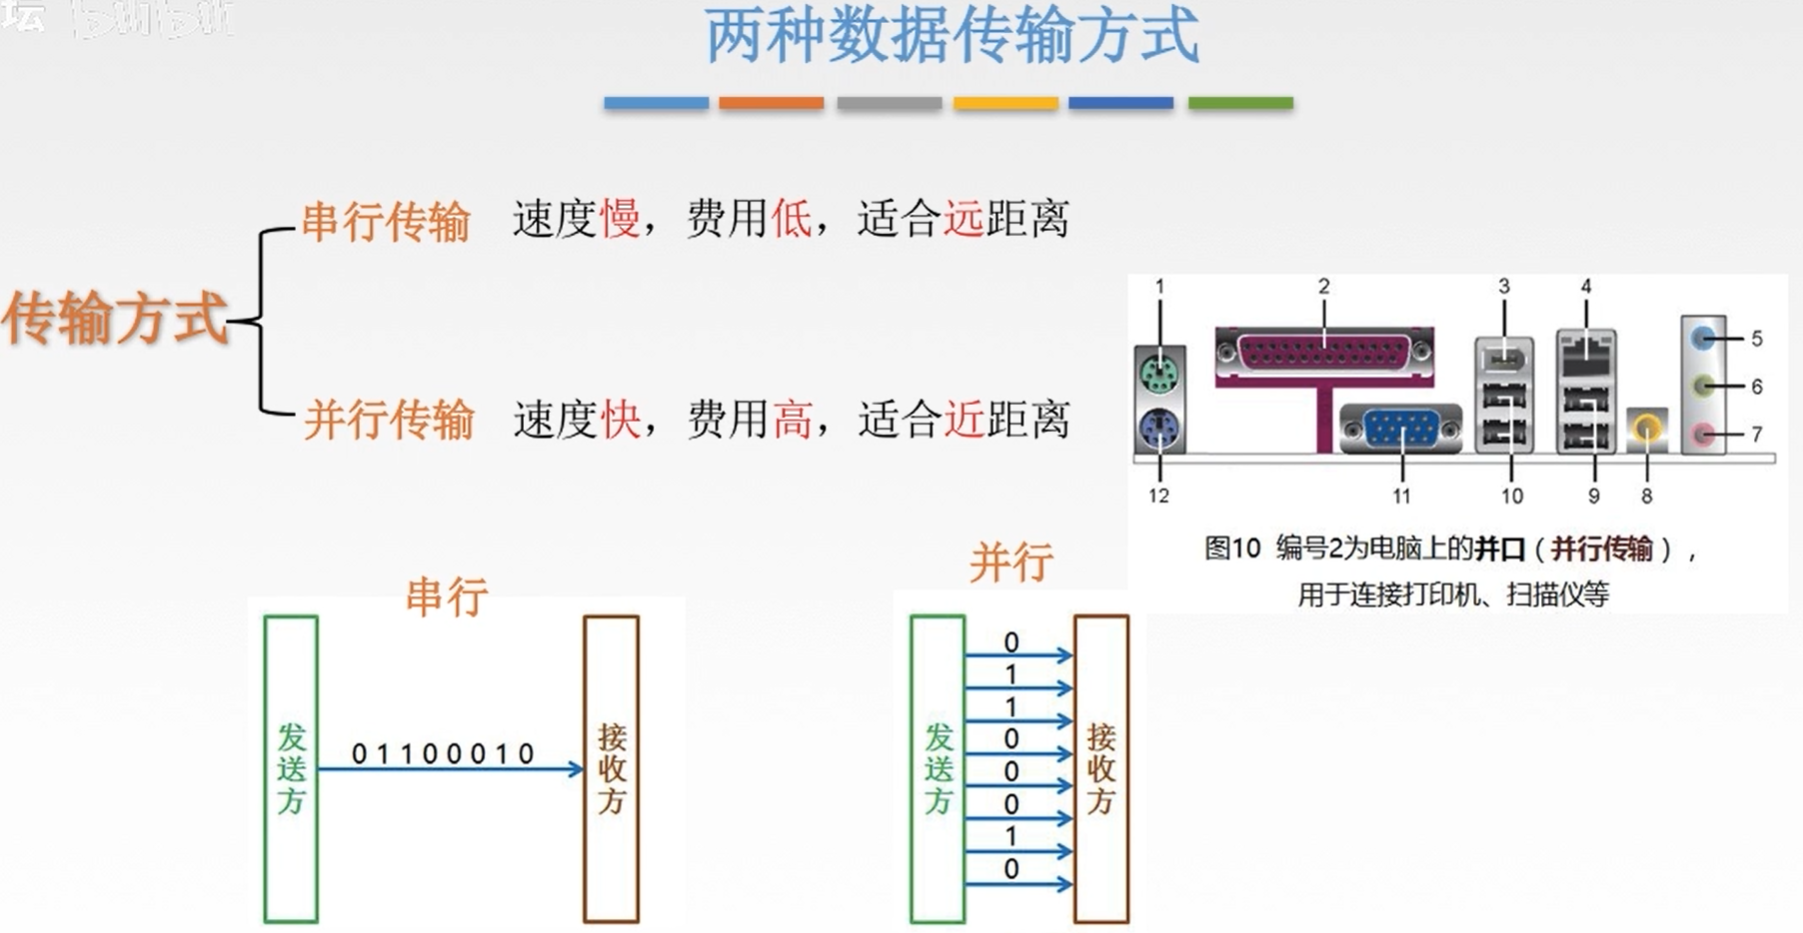 坛 bilibili
两种数据传输方式
串行传输 速度慢，费用低，适合远距离
传输方式
并行传输 速度快，费用高，适合近距离
1 2 3 4
5
6
7
12 11 10 9 8
图10 编号2为电脑上的并口（并行传输），
用于连接打印机、扫描仪等
串行
发送方
01100010
接收方
并行
发送方
0
1
1
0
0
0
1
0
接收方